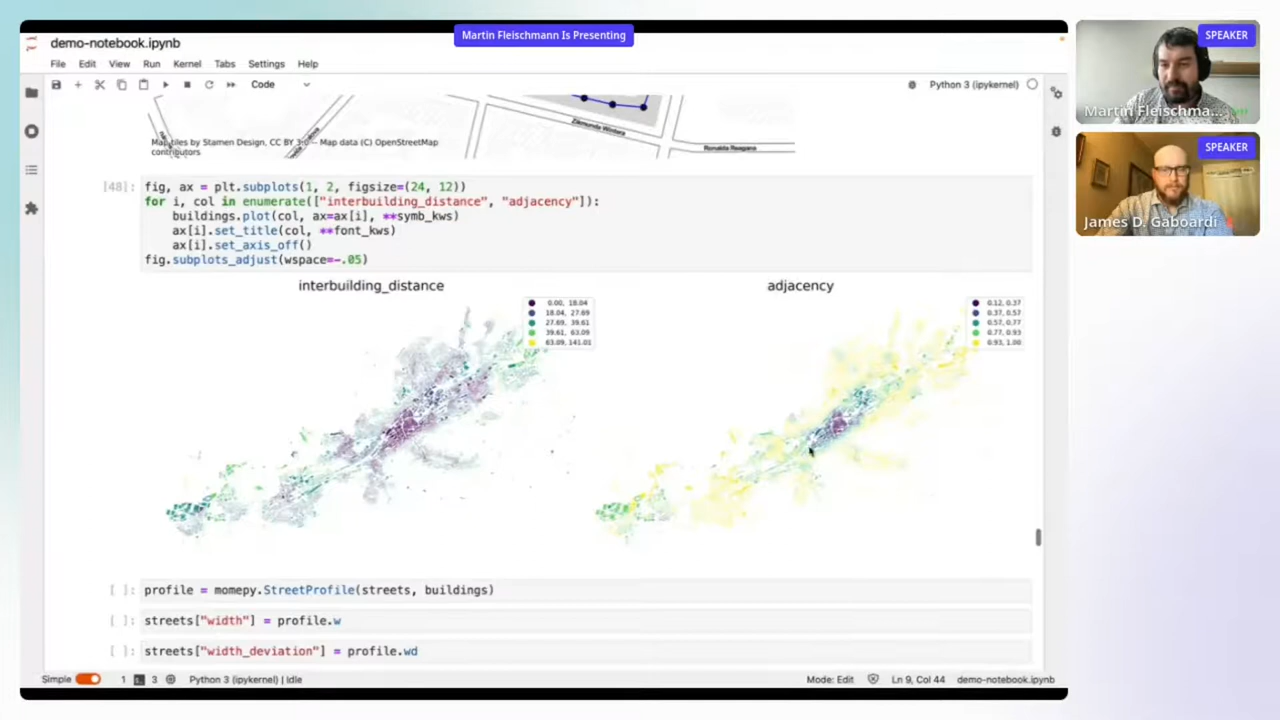 Martin Fleischmann Is Presenting
demo-notebook.ipynb
File Edit View Run Kernel Tabs Settings Help
Code
Python 3 (ipykernel)
Map tiles by Stamen Design, CC BY 3.0 -- Map data (C) OpenStreetMap
contributors
Zikmunda Wintra
Ronalda Reagana
[48]: fig, ax = plt.subplots(1, 2, figsize=(24, 12))
for i, col in enumerate(["interbuilding_distance", "adjacency"]):
buildings.plot(col, ax=ax[i], **symb_kws)
ax[i].set_title(col, **font_kws)
ax[i].set_axis_off()
fig.subplots_adjust(wspace=-.05)
interbuilding_distance
0.00, 18.04
18.04, 27.69
27.69, 39.61
39.61, 63.09
63.09, 141.01
adjacency
0.12, 0.37
0.37, 0.57
0.57, 0.77
0.77, 0.93
0.93, 1.00
[ ]: profile = momepy.StreetProfile(streets, buildings)
[ ]: streets["width"] = profile.w
[ ]: streets["width_deviation"] = profile.wd
Simple 1 3 Python 3 (ipykernel) | Idle
Mode: Edit Ln 9, Col 44 demo-notebook.ipynb
SPEAKER
Martin Fleischma...
SPEAKER
James D. Gaboardi